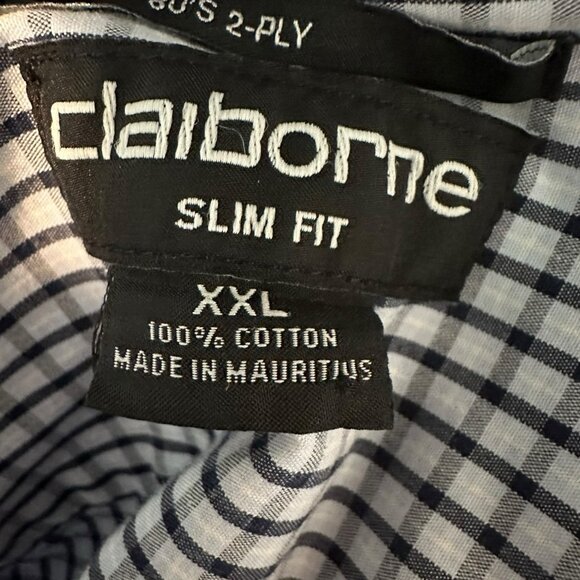 80'S 2-PLY
claiborne
SLIM FIT
XXL
100% COTTON
MADE IN MAURITIUS